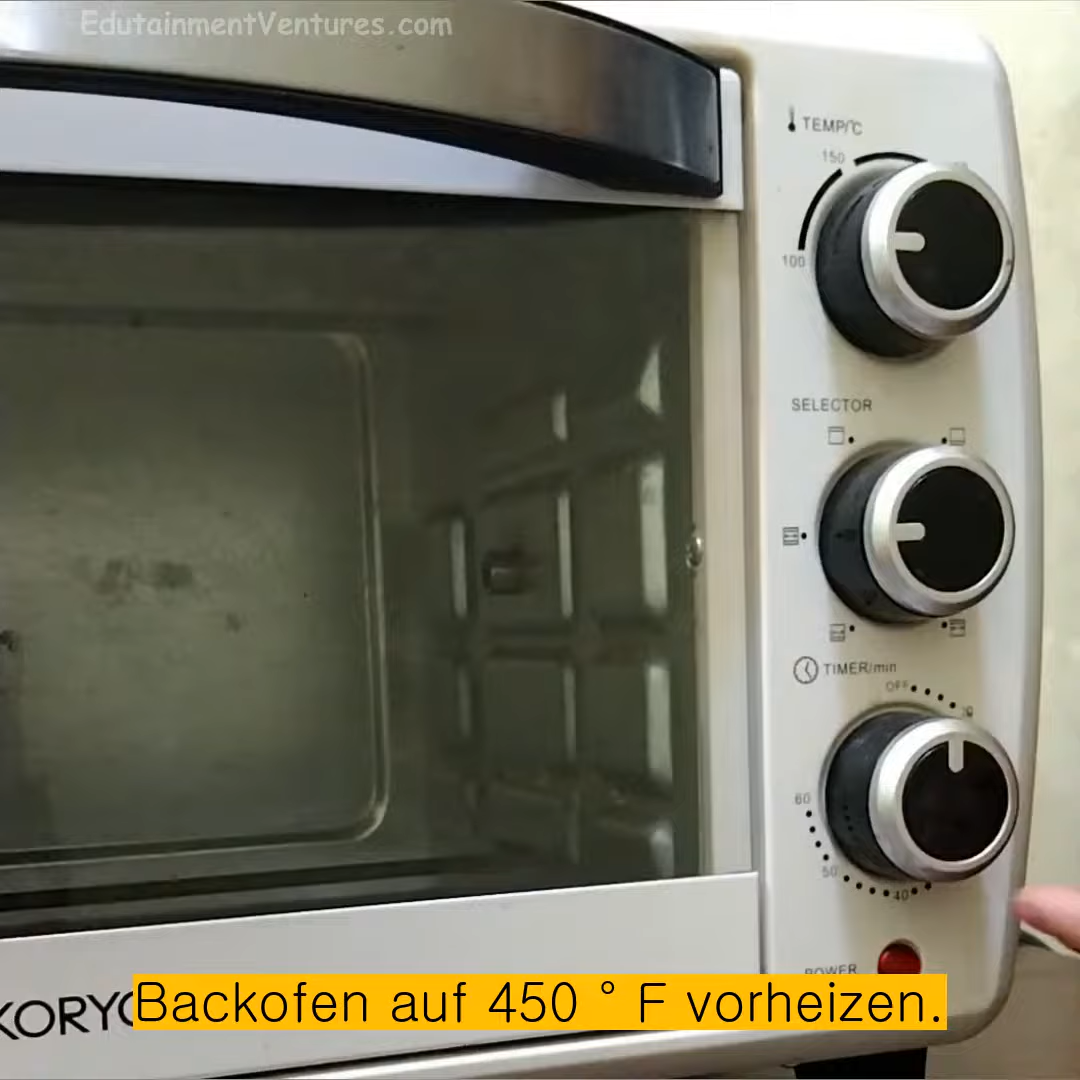 EdutainmentVentures.com
TEMP/℃
150
100
SELECTOR
TIMER/min
OFF
60
50
40
POWER
KORYO
Backofen auf 450 ° F vorheizen.